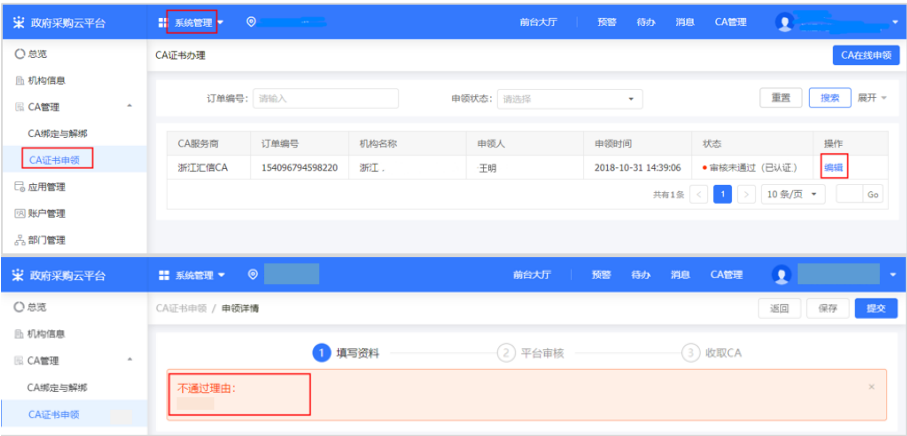 政府采购云平台 系统管理 前台大厅 预警 待办 消息 CA管理
总览
CA证书办理 CA在线申领
机构信息
CA管理
订单编号： 请输入 申领状态： 请选择 重置 搜索 展开
CA绑定与解绑
CA服务商 订单编号 机构名称 申领人 申领时间 状态 操作
CA证书申领
浙江汇信CA 154096794598220 浙江 . 王明 2018-10-31 14:39:06 审核未通过（已认证） 编辑
应用管理
共有1条 < 1 > 10 条/页 Go
账户管理
部门管理
政府采购云平台 系统管理 前台大厅 预警 待办 消息 CA管理
总览
CA证书申领 / 申领详情 返回 保存 提交
机构信息
1 填写资料 2 平台审核 3 收取CA
CA管理
不通过理由：
CA绑定与解绑
CA证书申领